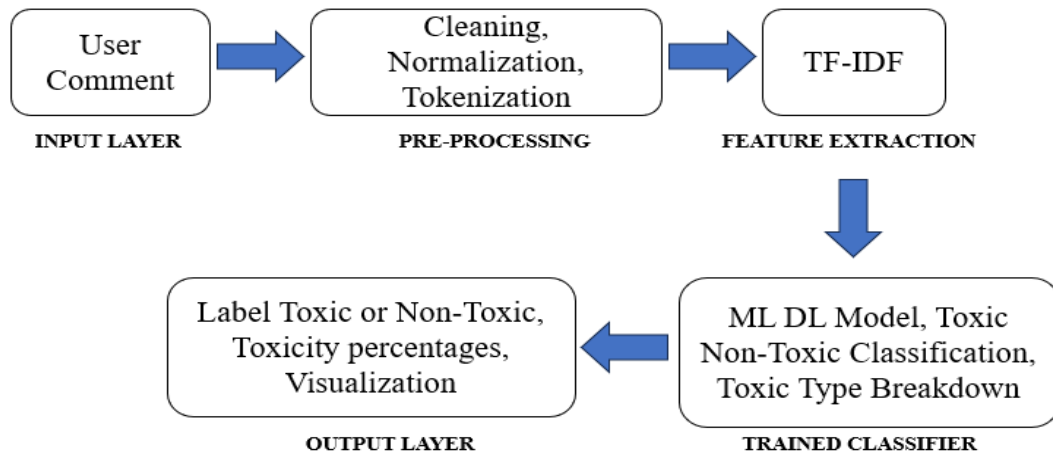 User
Comment
INPUT LAYER
Cleaning,
Normalization,
Tokenization
PRE-PROCESSING
TF-IDF
FEATURE EXTRACTION
ML DL Model, Toxic
Non-Toxic Classification,
Toxic Type Breakdown
TRAINED CLASSIFIER
Label Toxic or Non-Toxic,
Toxicity percentages,
Visualization
OUTPUT LAYER